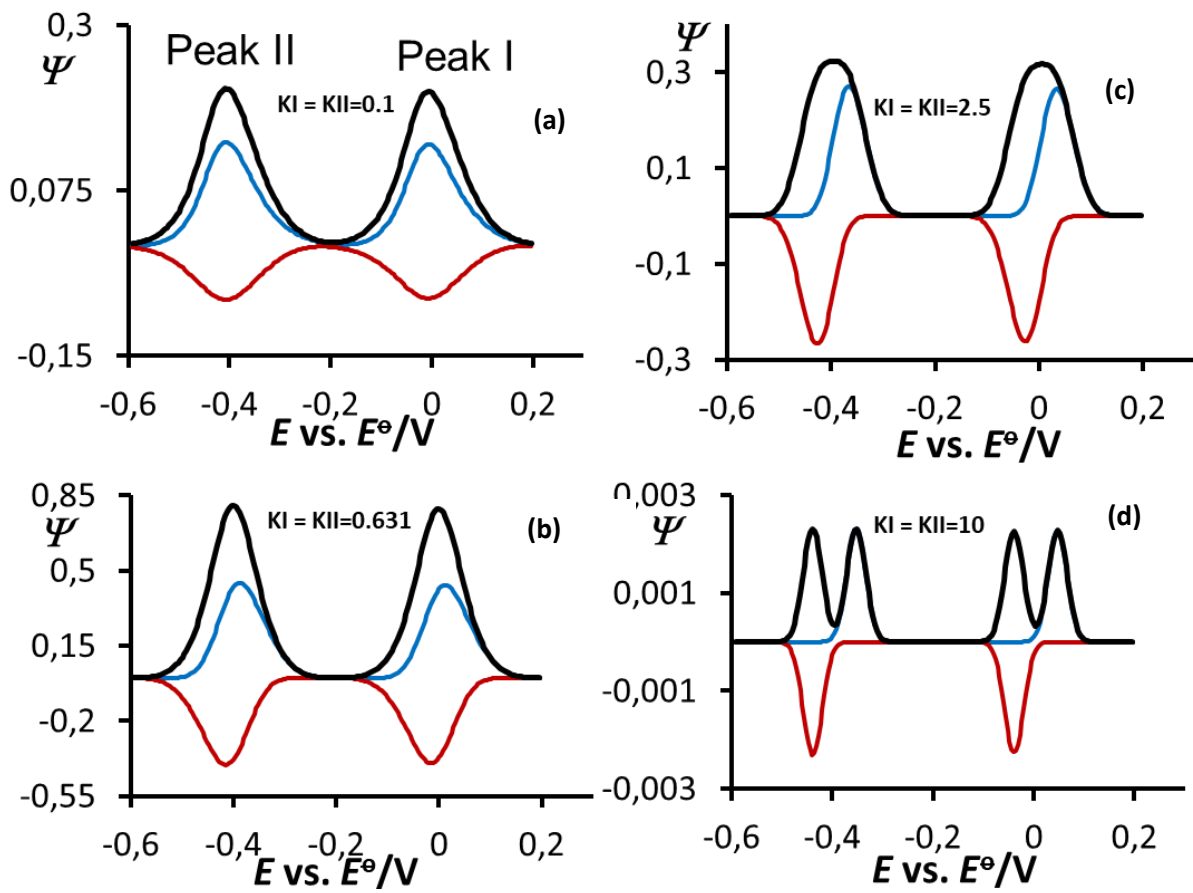 0,3
Ψ
Peak II
Peak I
KI = KII=0.1
(a)
0,075
-0,15
-0,6
-0,4
-0,2
0
0,2
E vs. E⊖/V
Ψ
0,3
(c)
KI = KII=2.5
0,1
-0,1
-0,3
-0,6
-0,4
-0,2
0
0,2
E vs. E⊖/V
0,85
Ψ
KI = KII=0.631
(b)
0,5
0,15
-0,2
-0,55
-0,6
-0,4
-0,2
0
0,2
E vs. E⊖/V
0,003
Ψ
KI = KII=10
(d)
0,001
-0,001
-0,003
-0,6
-0,4
-0,2
0
0,2
E vs. E⊖/V